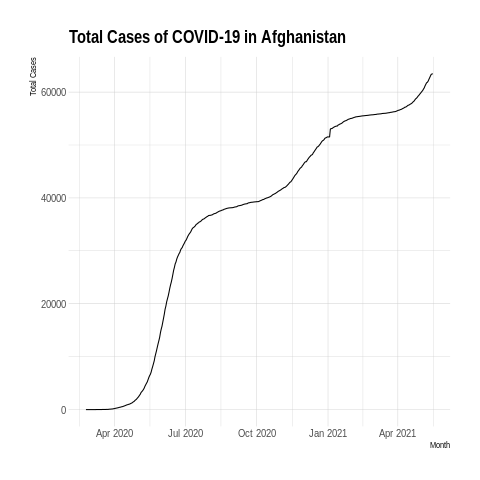 Total Cases of COVID-19 in Afghanistan
Total Cases
60000
40000
20000
0
Apr 2020 Jul 2020 Oct 2020 Jan 2021 Apr 2021
Month